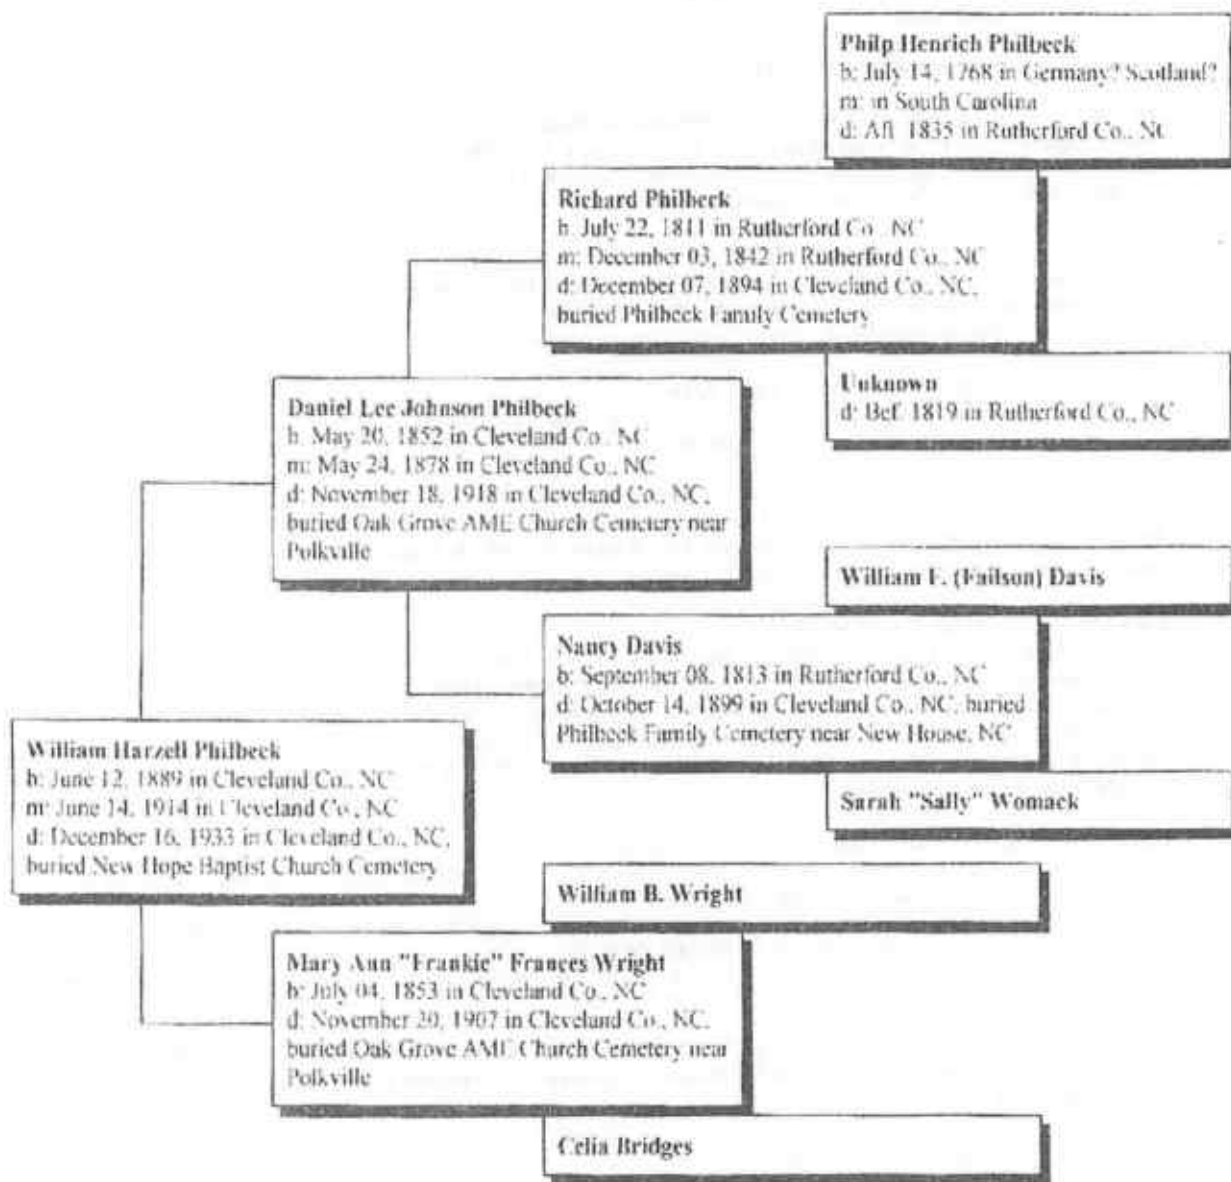 Philp Henrich Philbeck
b: July 14, 1768 in Germany? Scotland?
m: in South Carolina
d: Aft. 1835 in Rutherford Co., NC
Richard Philbeck
b: July 22, 1811 in Rutherford Co., NC
m: December 03, 1842 in Rutherford Co., NC
d: December 07, 1894 in Cleveland Co., NC,
buried Philbeck Family Cemetery
Unknown
d: Bef. 1819 in Rutherford Co., NC
Daniel Lee Johnson Philbeck
b: May 20, 1852 in Cleveland Co., NC
m: May 24, 1878 in Cleveland Co., NC
d: November 18, 1918 in Cleveland Co., NC,
buried Oak Grove AME Church Cemetery near
Polkville
William F. (Failson) Davis
Nancy Davis
b: September 08, 1813 in Rutherford Co., NC
d: October 14, 1899 in Cleveland Co., NC, buried
Philbeck Family Cemetery near New House, NC
Sarah "Sally" Womack
William Harzell Philbeck
b: June 12, 1889 in Cleveland Co., NC
m: June 14, 1914 in Cleveland Co., NC
d: December 16, 1933 in Cleveland Co., NC,
buried New Hope Baptist Church Cemetery
William B. Wright
Mary Ann "Frankie" Frances Wright
b: July 04, 1853 in Cleveland Co., NC
d: November 20, 1907 in Cleveland Co., NC,
buried Oak Grove AME Church Cemetery near
Polkville
Celia Bridges